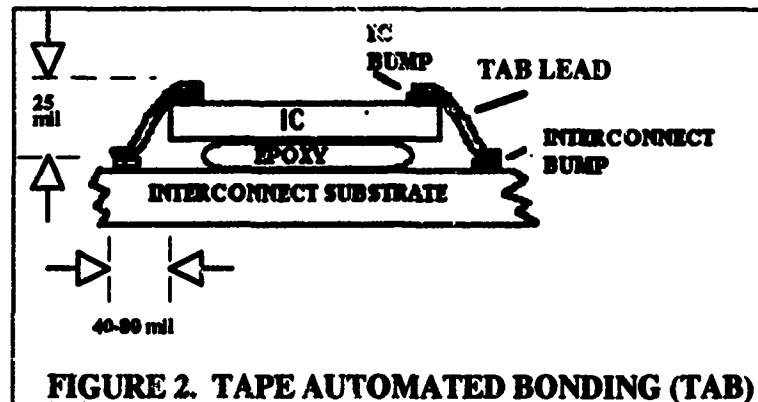 IC
BUMP
TAB LEAD
25
mil
IC
INTERCONNECT
BUMP
EPOXY
INTERCONNECT SUBSTRATE
40-80 mil
FIGURE 2. TAPE AUTOMATED BONDING (TAB)